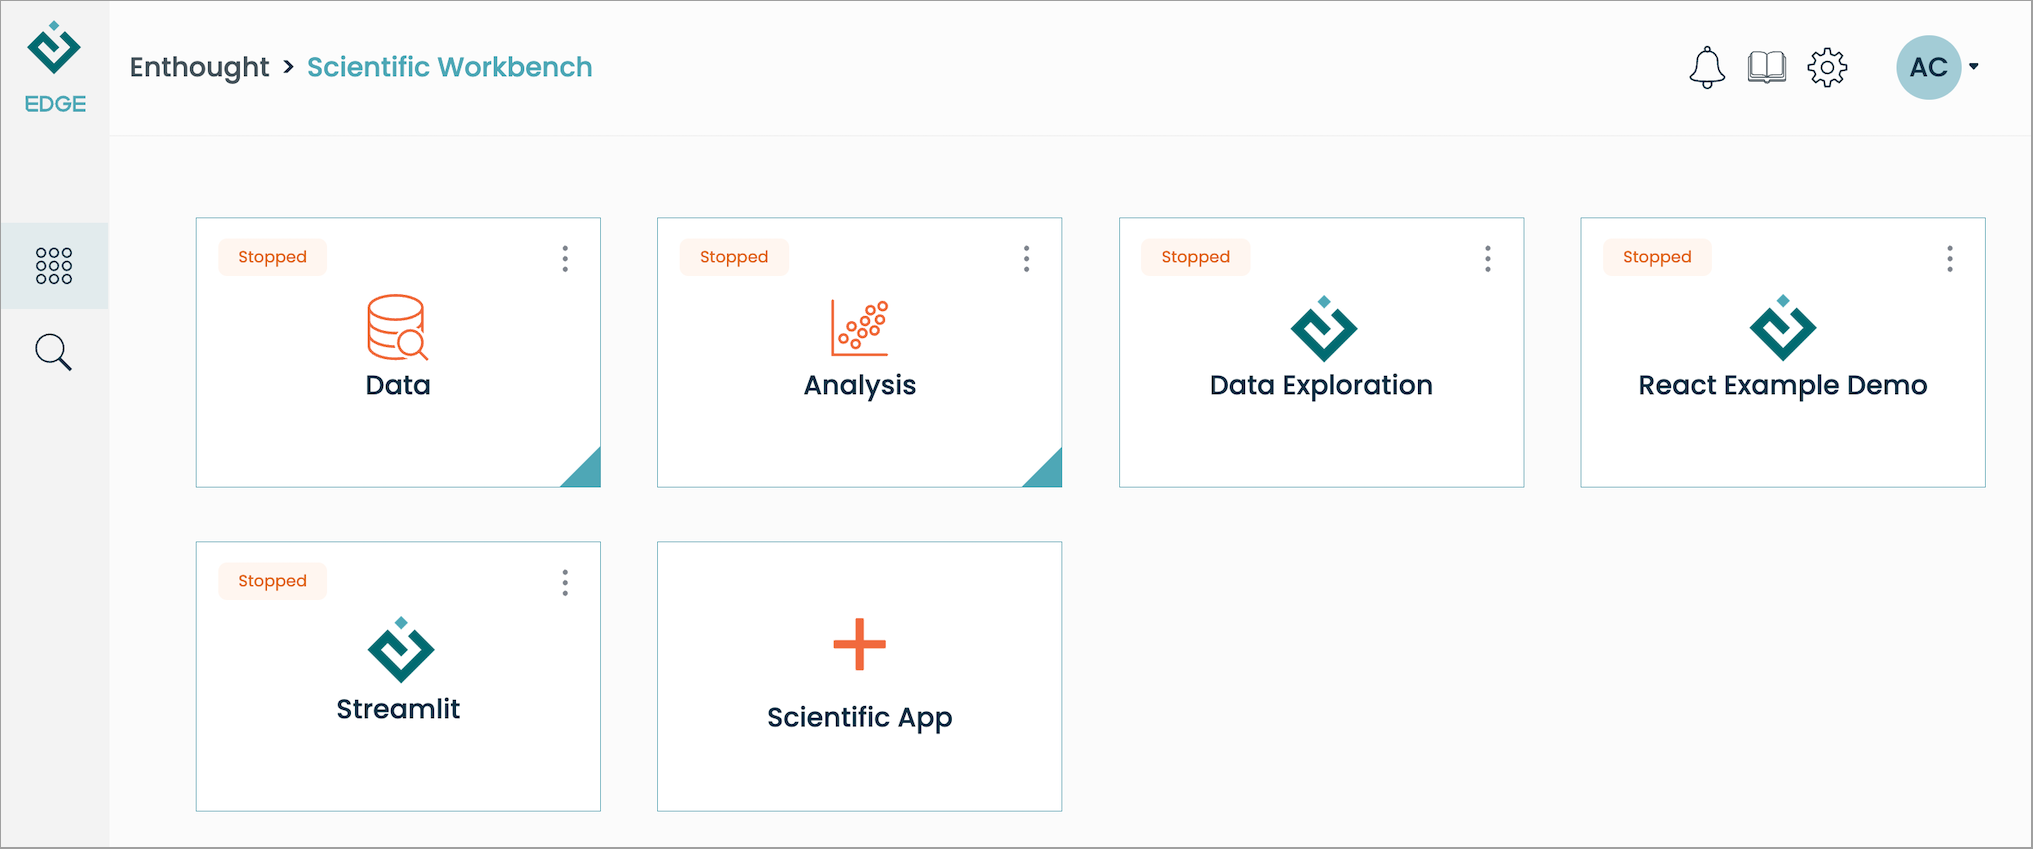 EDGE
Enthought > Scientific Workbench
AC
Stopped
Data
Stopped
Analysis
Stopped
Data Exploration
Stopped
React Example Demo
Stopped
Streamlit
Scientific App